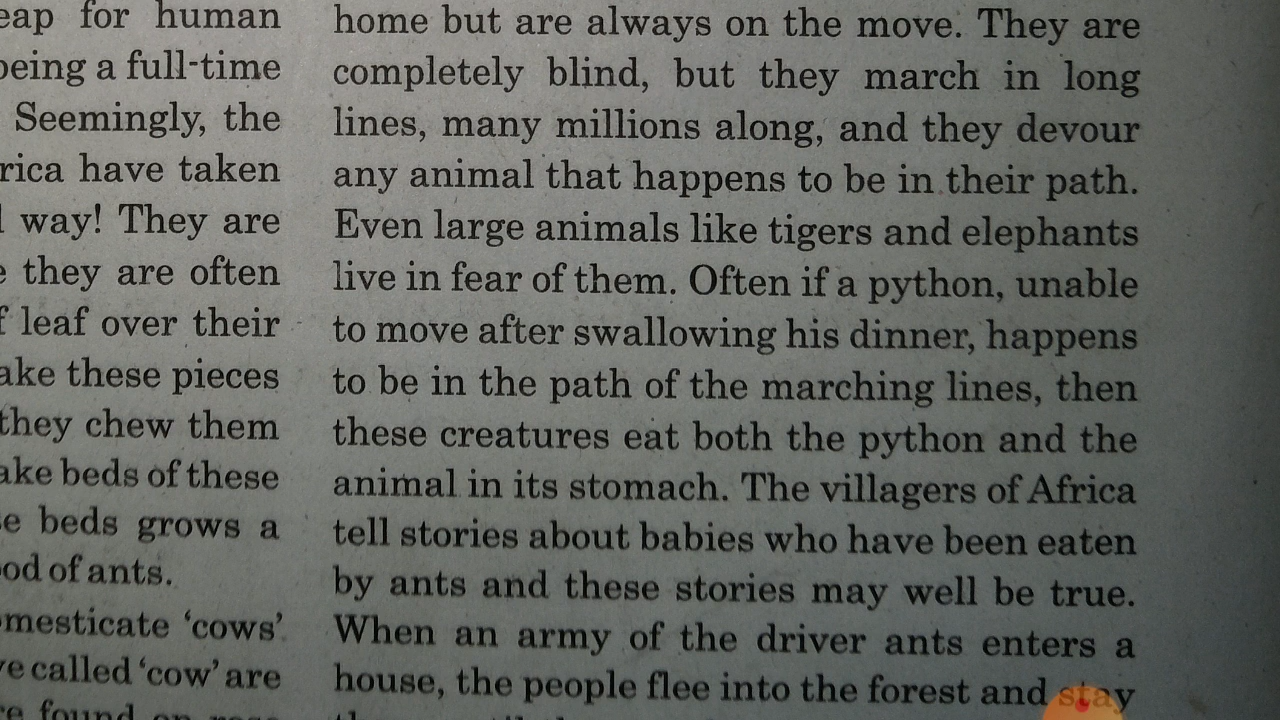 for human
being a full-time
Seemingly, the
have taken
way! They are
they are often
leaf over their
these pieces
they chew them
beds of these
beds grows a
of ants.
'cows'
called 'cow' are
found on
home but are always on the move. They are
completely blind, but they march in long
lines, many millions along, and they devour
any animal that happens to be in their path.
Even large animals like tigers and elephants
live in fear of them. Often if a python, unable
to move after swallowing his dinner, happens
to be in the path of the marching lines, then
these creatures eat both the python and the
animal in its stomach. The villagers of Africa
tell stories about babies who have been eaten
by ants and these stories may well be true.
When an army of the driver ants enters a
house, the people flee into the forest and stay